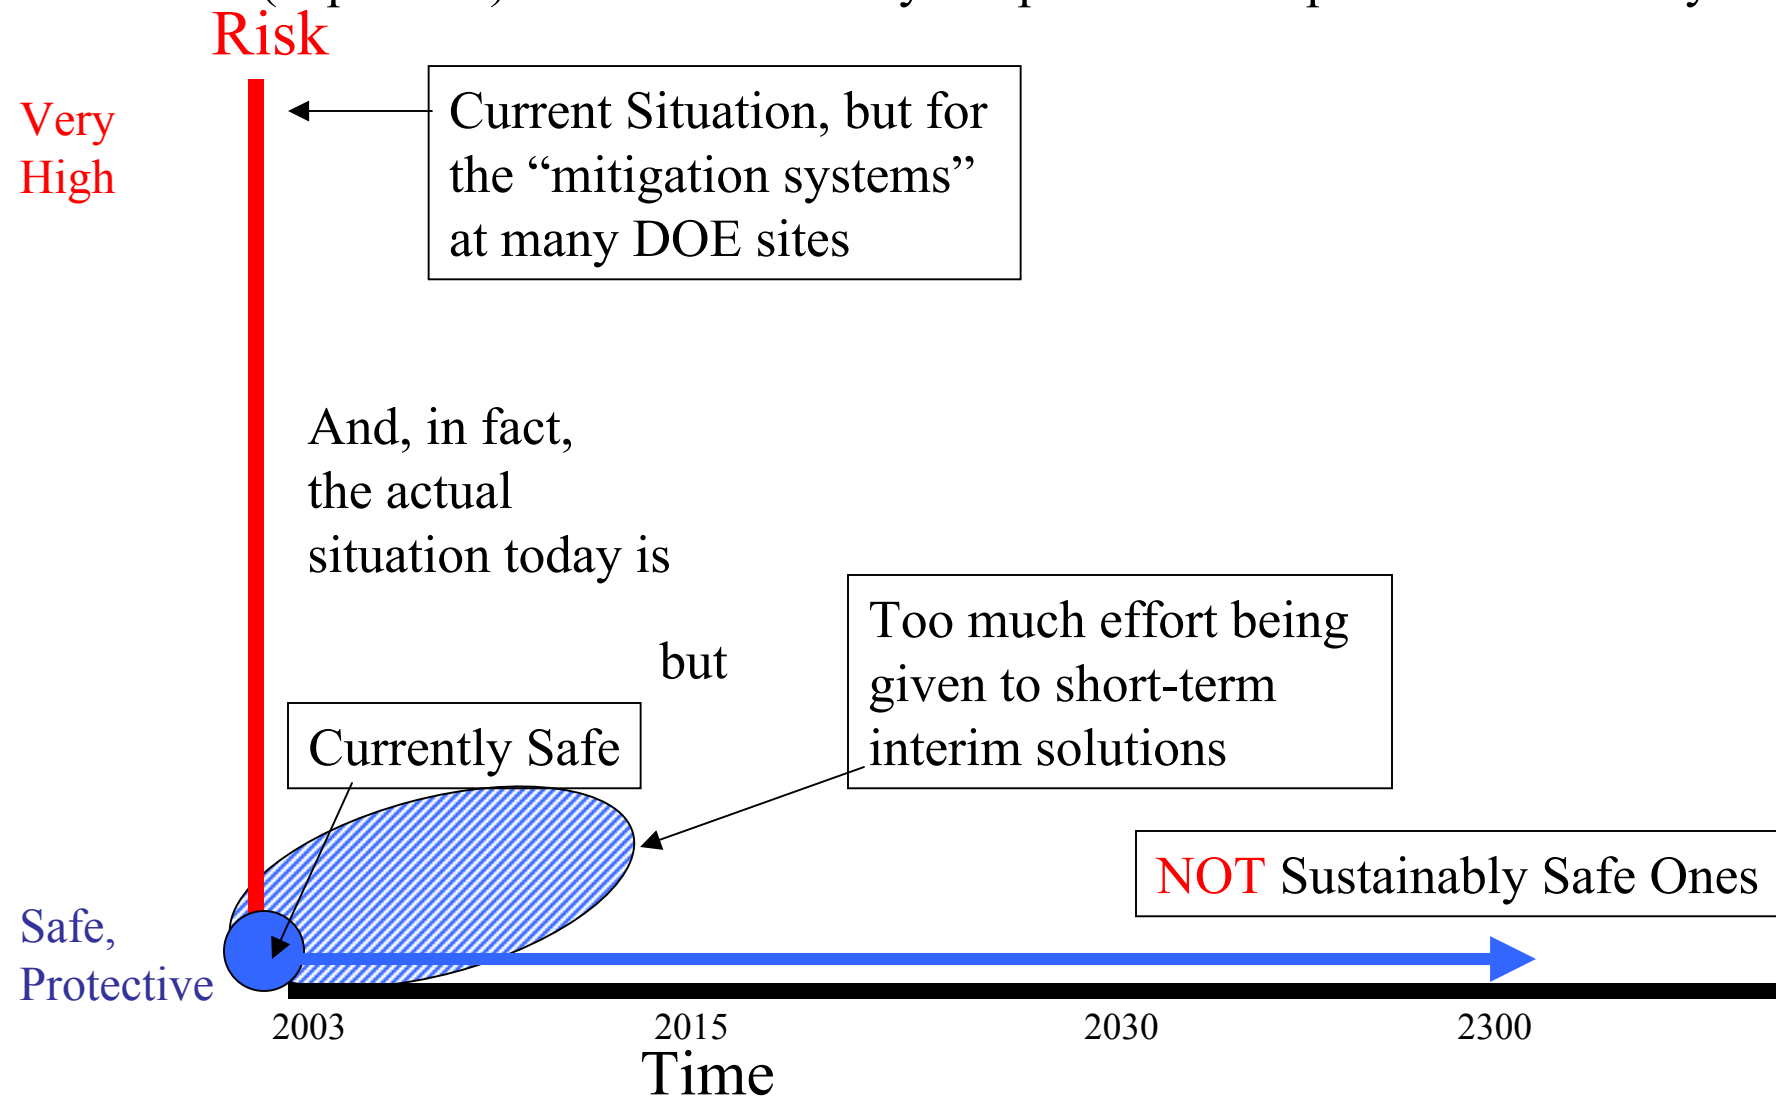 Risk
Very
High
Current Situation, but for
the “mitigation systems”
at many DOE sites
And, in fact,
the actual
situation today is
but
Too much effort being
given to short-term
interim solutions
Currently Safe
NOT Sustainably Safe Ones
Safe,
Protective
2003 2015 2030 2300
Time